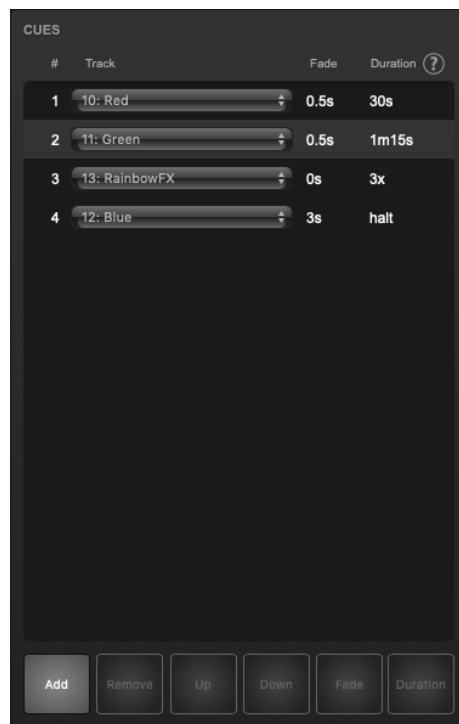 CUES
# Track Fade Duration ?
1 10: Red 0.5s 30s
2 11: Green 0.5s 1m15s
3 13: RainbowFX 0s 3x
4 12: Blue 3s halt
Add Remove Up Down Fade Duration